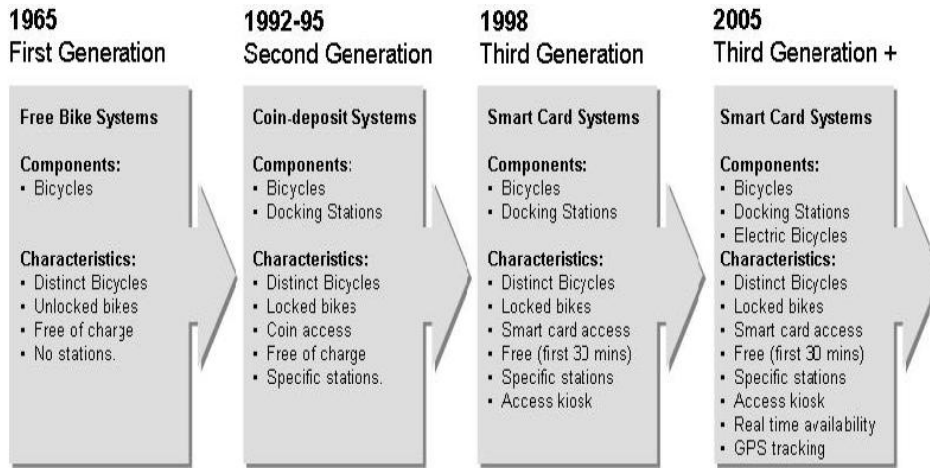 1965
First Generation
Free Bike Systems
Components:
▪ Bicycles
Characteristics:
▪ Distinct Bicycles
▪ Unlocked bikes
▪ Free of charge
▪ No stations.
1992-95
Second Generation
Coin-deposit Systems
Components:
▪ Bicycles
▪ Docking Stations
Characteristics:
▪ Distinct Bicycles
▪ Locked bikes
▪ Coin access
▪ Free of charge
▪ Specific stations.
1998
Third Generation
Smart Card Systems
Components:
▪ Bicycles
▪ Docking Stations
Characteristics:
▪ Distinct Bicycles
▪ Locked bikes
▪ Smart card access
▪ Free (first 30 mins)
▪ Specific stations
▪ Access kiosk
2005
Third Generation +
Smart Card Systems
Components:
▪ Bicycles
▪ Docking Stations
▪ Electric Bicycles
Characteristics:
▪ Distinct Bicycles
▪ Locked bikes
▪ Smart card access
▪ Free (first 30 mins)
▪ Specific stations
▪ Access kiosk
▪ Real time availability
▪ GPS tracking